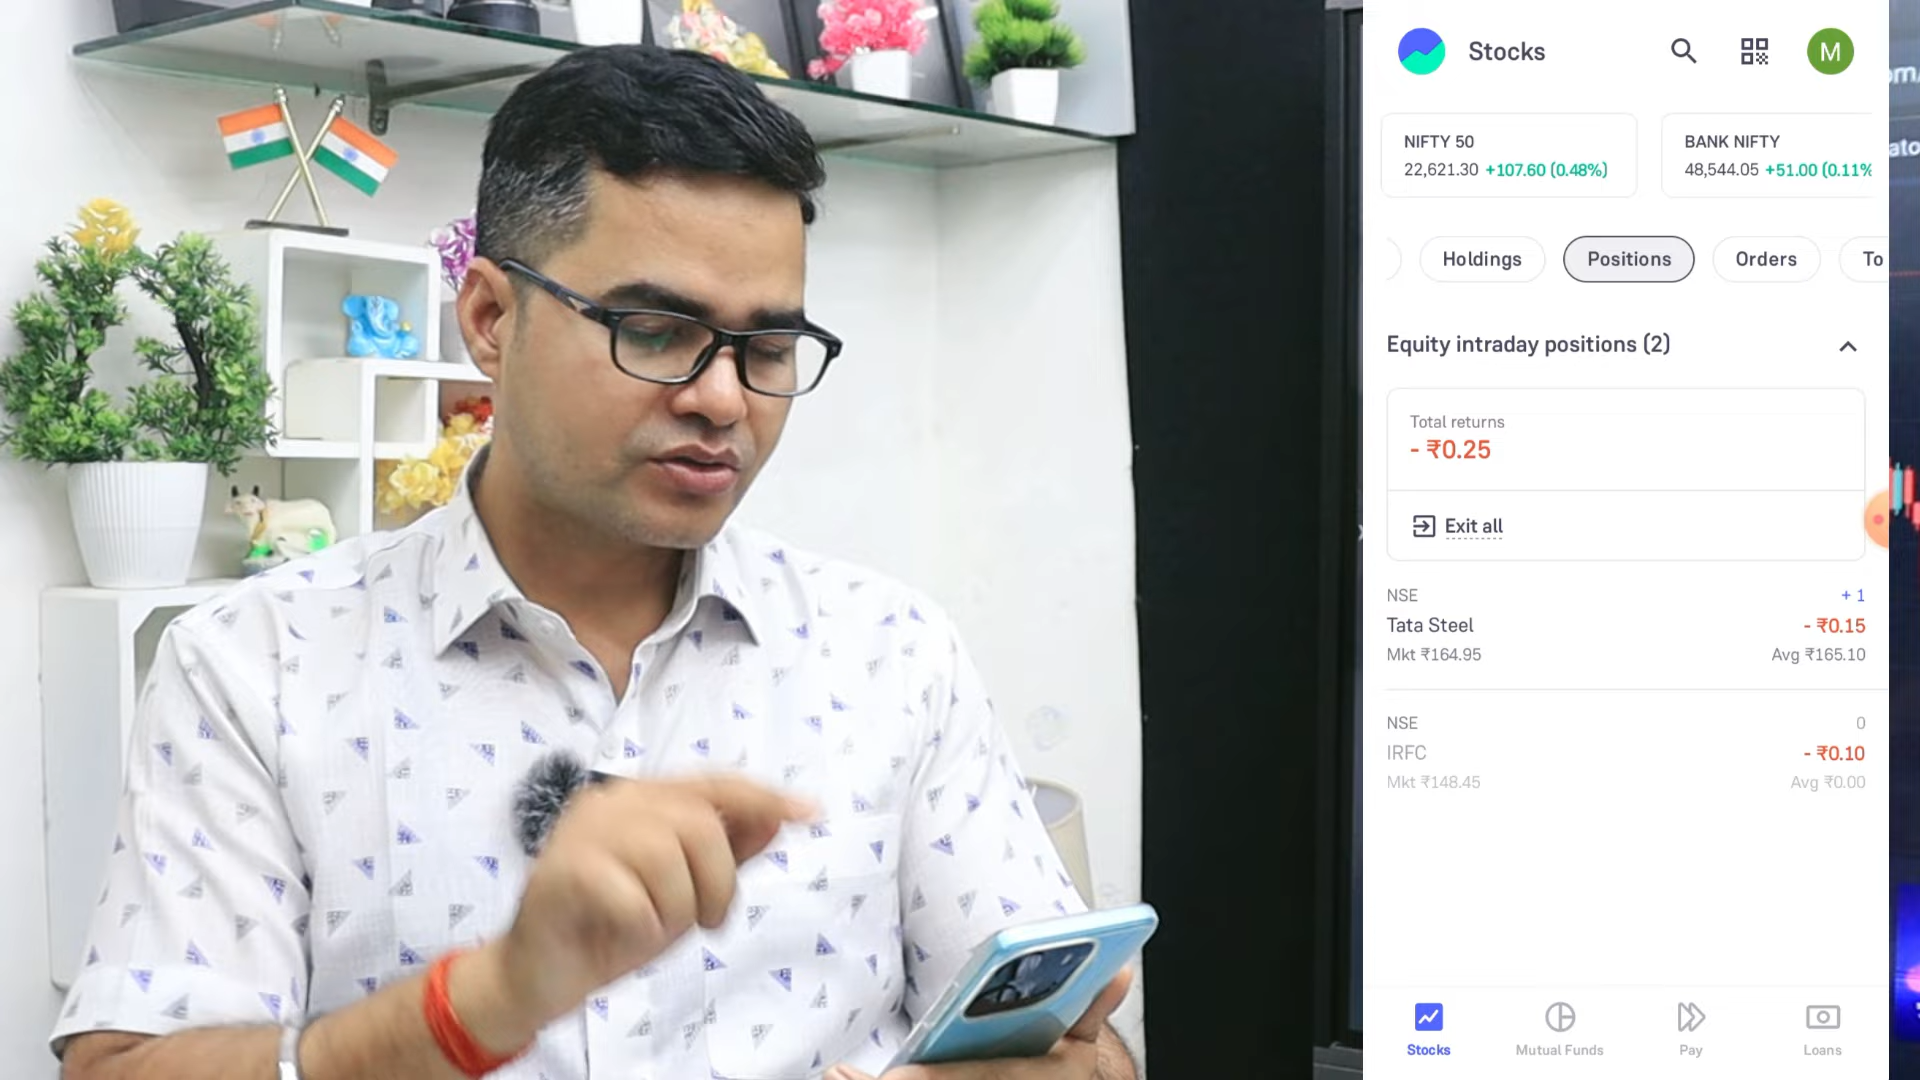 Stocks
M
NIFTY 50
22,621.30 +107.60 (0.48%)
BANK NIFTY
48,544.05 +51.00 (0.11%
Holdings
Positions
Orders
To
Equity intraday positions (2)
Total returns
- ₹0.25
Exit all
NSE
+ 1
Tata Steel
- ₹0.15
Mkt ₹164.95
Avg ₹165.10
NSE
0
IRFC
- ₹0.10
Mkt ₹148.45
Avg ₹0.00
Stocks
Mutual Funds
Pay
Loans